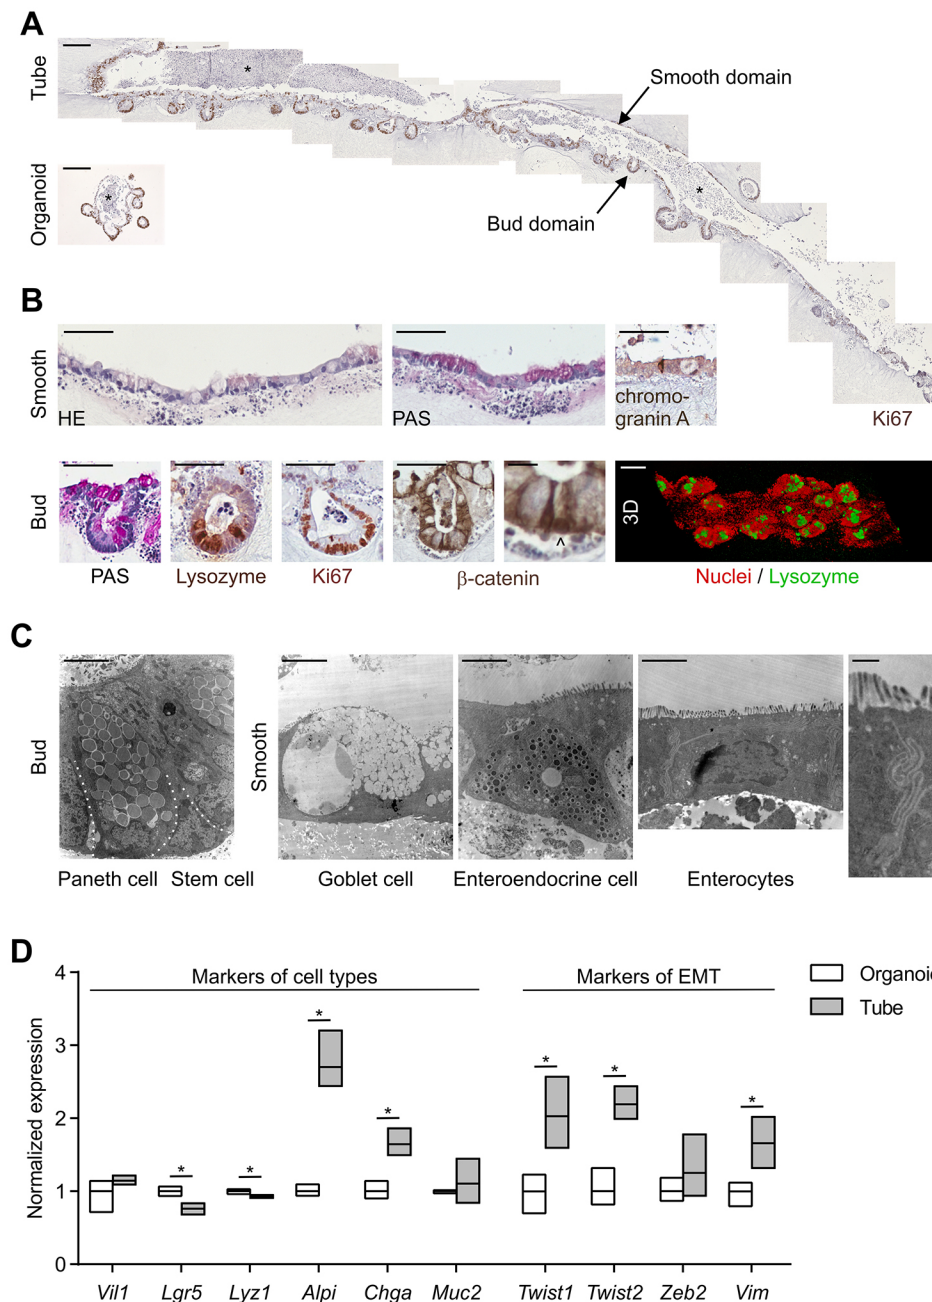 A
Tube
*
Smooth domain
*
Organoid
*
Bud domain
B
Smooth
HE
PAS
chromo-
granin A
Ki67
Bud
^
3D
PAS
Lysozyme
Ki67
β-catenin
Nuclei / Lysozyme
C
Bud
Smooth
Paneth cell
Stem cell
Goblet cell
Enteroendocrine cell
Enterocytes
D
Markers of cell types
Markers of EMT
Organoid
Tube
Normalized expression
4
3
2
1
0
* * * * * * *
Vil1 Lgr5 Lyz1 Alpi Chga Muc2 Twist1 Twist2 Zeb2 Vim